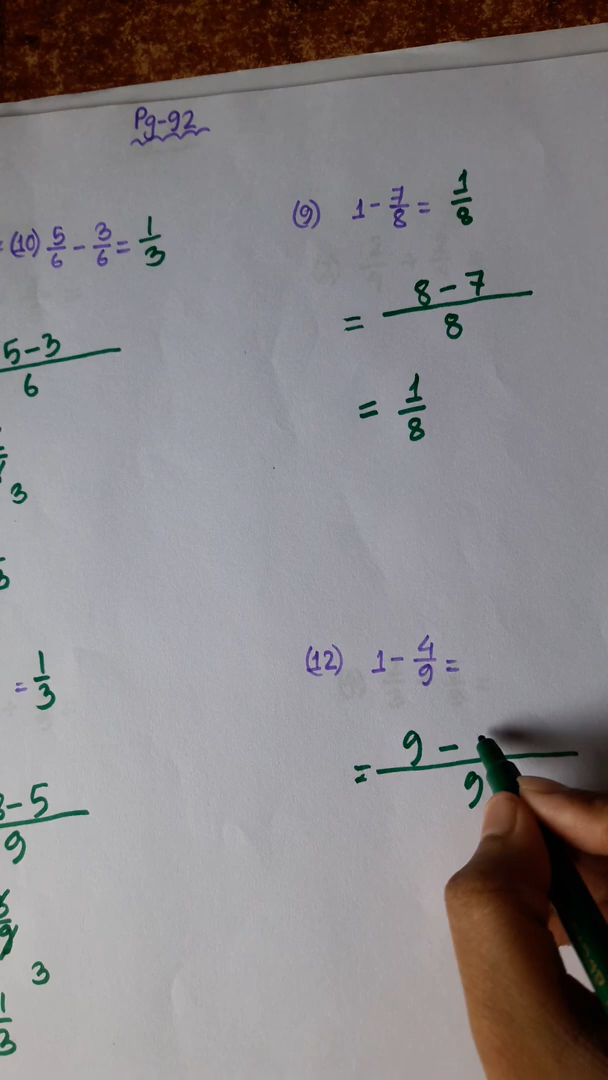 Pg-92
(10) 5/6 - 3/6 = 1/3
5-3
6
3
= 1/3
-5
9
3
1/3
(9) 1 - 7/8 = 1/8
= 8-7
8
= 1/8
(12) 1 - 4/9 =
= 9 -
9